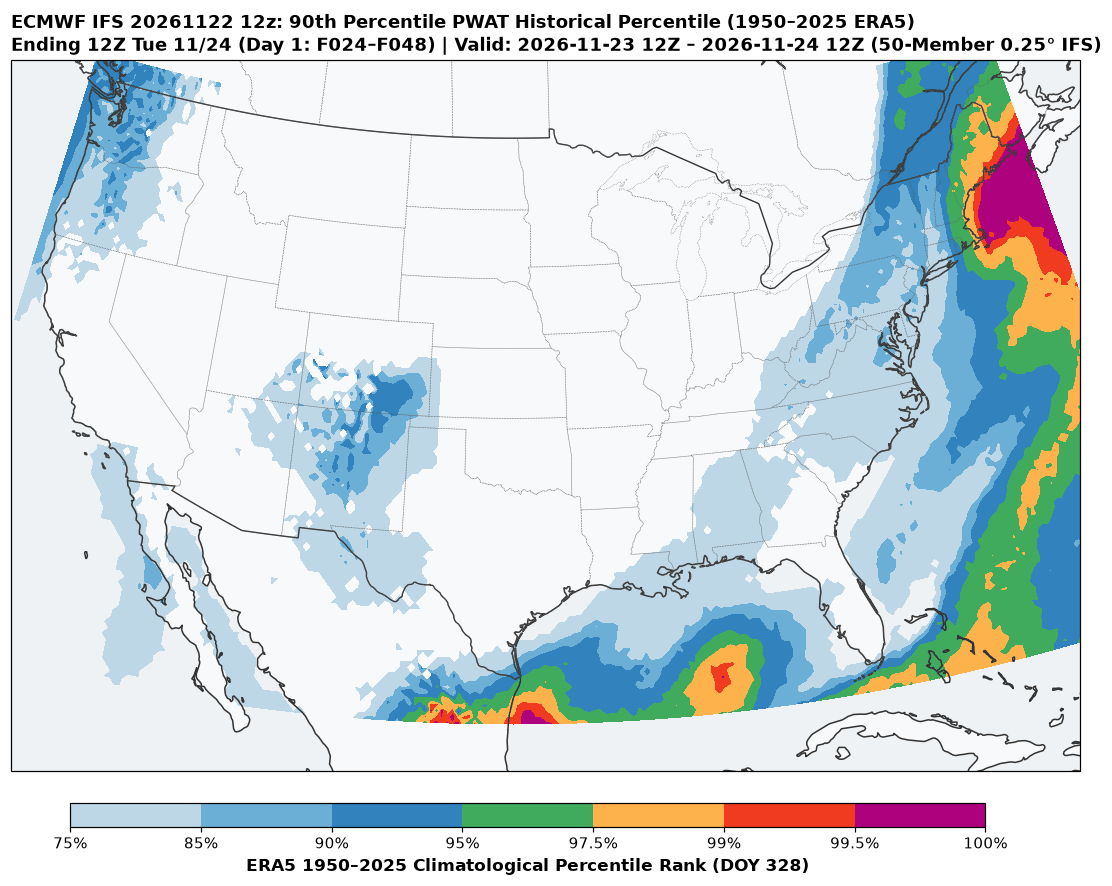 ECMWF IFS 20261122 12z: 90th Percentile PWAT Historical Percentile (1950–2025 ERA5)
Ending 12Z Tue 11/24 (Day 1: F024–F048) | Valid: 2026-11-23 12Z – 2026-11-24 12Z (50-Member 0.25° IFS)
75% 85% 90% 95% 97.5% 99% 99.5% 100%
ERA5 1950–2025 Climatological Percentile Rank (DOY 328)